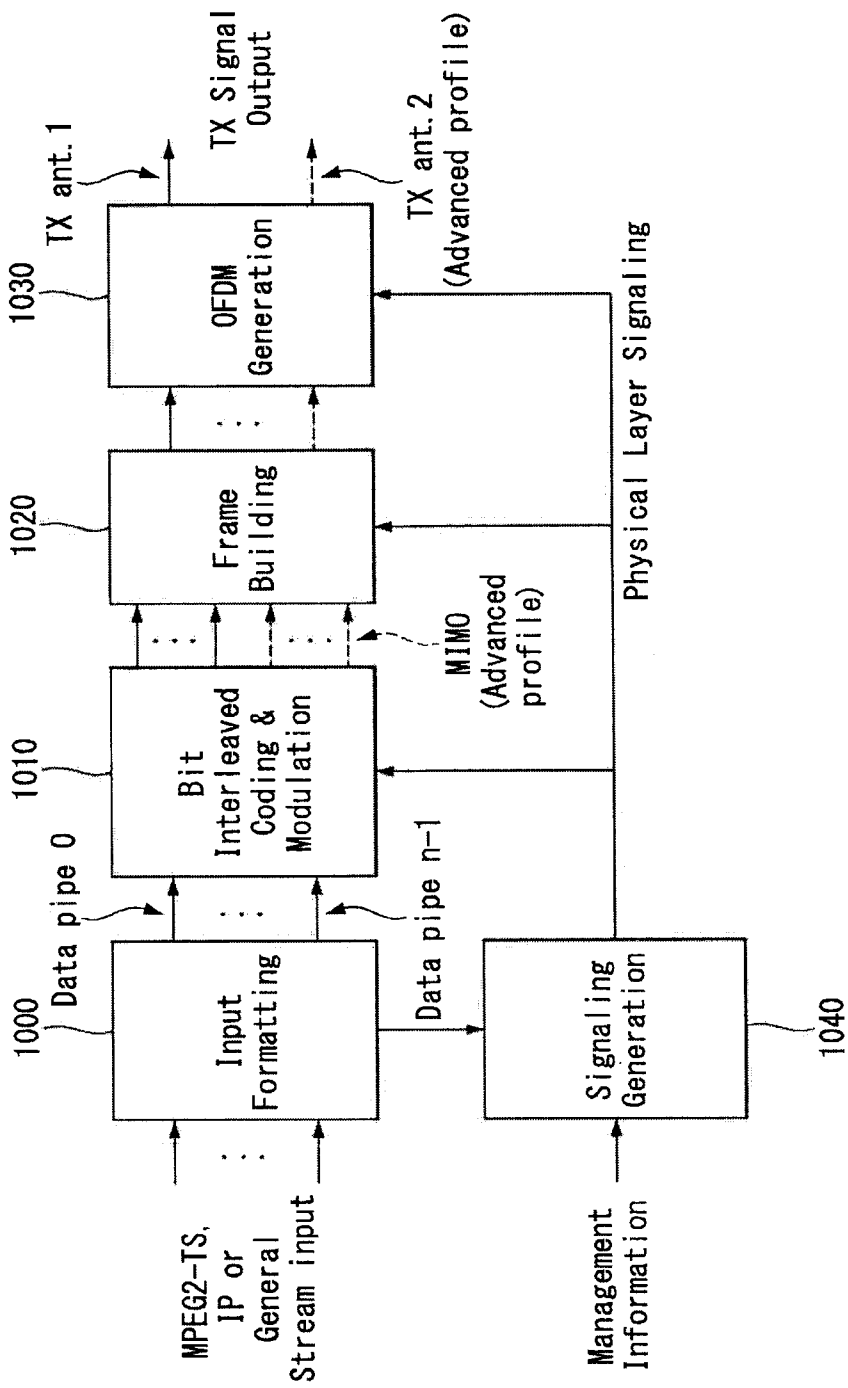 1000
1010
1020
1030
Data pipe 0
TX ant.1
MPEG2-TS,
IP or
General
Stream input
Input
Formatting
Bit
Interleaved
Coding &
Modulation
Frame
Building
OFDM
Generation
TX Signal
Output
Data pipe n-1
MIMO
(Advanced
profile)
TX ant.2
(Advanced profile)
Management
Information
Signaling
Generation
Physical Layer Signaling
1040